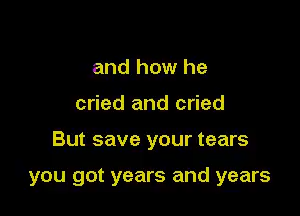 and how he
cried and cried
But save your tears
you got years and years